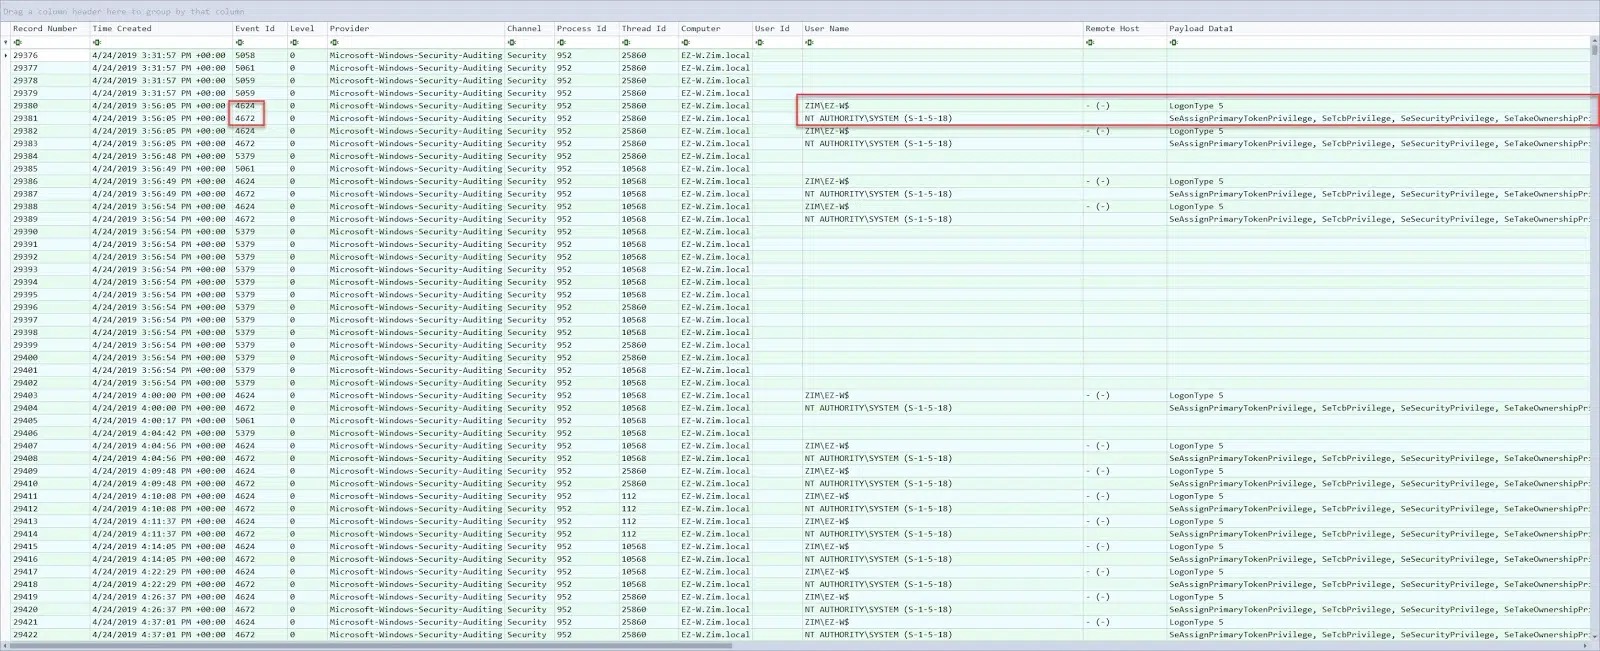 Drag a column header here to group by that column
Record Number Time Created Event Id Level Provider Channel Process Id Thread Id Computer User Id User Name Remote Host Payload Data1
29376 4/24/2019 3:31:57 PM +00:00 5058 0 Microsoft-Windows-Security-Auditing Security 952 25860 EZ-W.Zim.local
29377 4/24/2019 3:31:57 PM +00:00 5061 0 Microsoft-Windows-Security-Auditing Security 952 25860 EZ-W.Zim.local
29378 4/24/2019 3:31:57 PM +00:00 5059 0 Microsoft-Windows-Security-Auditing Security 952 25860 EZ-W.Zim.local
29379 4/24/2019 3:31:57 PM +00:00 5059 0 Microsoft-Windows-Security-Auditing Security 952 25860 EZ-W.Zim.local
29380 4/24/2019 3:56:05 PM +00:00 4624 0 Microsoft-Windows-Security-Auditing Security 952 25860 EZ-W.Zim.local ZIM\EZ-W$ - (-) LogonType 5
29381 4/24/2019 3:56:05 PM +00:00 4672 0 Microsoft-Windows-Security-Auditing Security 952 25860 EZ-W.Zim.local NT AUTHORITY\SYSTEM (S-1-5-18) SeAssignPrimaryTokenPrivilege, SeTcbPrivilege, SeSecurityPrivilege, SeTakeOwnershipPri
29382 4/24/2019 3:56:05 PM +00:00 4624 0 Microsoft-Windows-Security-Auditing Security 952 25860 EZ-W.Zim.local ZIM\EZ-W$ - (-) LogonType 5
29383 4/24/2019 3:56:05 PM +00:00 4672 0 Microsoft-Windows-Security-Auditing Security 952 25860 EZ-W.Zim.local NT AUTHORITY\SYSTEM (S-1-5-18) SeAssignPrimaryTokenPrivilege, SeTcbPrivilege, SeSecurityPrivilege, SeTakeOwnershipPri
29384 4/24/2019 3:56:48 PM +00:00 5379 0 Microsoft-Windows-Security-Auditing Security 952 25860 EZ-W.Zim.local
29385 4/24/2019 3:56:49 PM +00:00 5061 0 Microsoft-Windows-Security-Auditing Security 952 10568 EZ-W.Zim.local
29386 4/24/2019 3:56:49 PM +00:00 4624 0 Microsoft-Windows-Security-Auditing Security 952 10568 EZ-W.Zim.local ZIM\EZ-W$ - (-) LogonType 5
29387 4/24/2019 3:56:49 PM +00:00 4672 0 Microsoft-Windows-Security-Auditing Security 952 10568 EZ-W.Zim.local NT AUTHORITY\SYSTEM (S-1-5-18) SeAssignPrimaryTokenPrivilege, SeTcbPrivilege, SeSecurityPrivilege, SeTakeOwnershipPri
29388 4/24/2019 3:56:54 PM +00:00 4624 0 Microsoft-Windows-Security-Auditing Security 952 10568 EZ-W.Zim.local ZIM\EZ-W$ - (-) LogonType 5
29389 4/24/2019 3:56:54 PM +00:00 4672 0 Microsoft-Windows-Security-Auditing Security 952 10568 EZ-W.Zim.local NT AUTHORITY\SYSTEM (S-1-5-18) SeAssignPrimaryTokenPrivilege, SeTcbPrivilege, SeSecurityPrivilege, SeTakeOwnershipPri
29390 4/24/2019 3:56:54 PM +00:00 5379 0 Microsoft-Windows-Security-Auditing Security 952 10568 EZ-W.Zim.local
29391 4/24/2019 3:56:54 PM +00:00 5379 0 Microsoft-Windows-Security-Auditing Security 952 10568 EZ-W.Zim.local
29392 4/24/2019 3:56:54 PM +00:00 5379 0 Microsoft-Windows-Security-Auditing Security 952 10568 EZ-W.Zim.local
29393 4/24/2019 3:56:54 PM +00:00 5379 0 Microsoft-Windows-Security-Auditing Security 952 10568 EZ-W.Zim.local
29394 4/24/2019 3:56:54 PM +00:00 5379 0 Microsoft-Windows-Security-Auditing Security 952 10568 EZ-W.Zim.local
29395 4/24/2019 3:56:54 PM +00:00 5379 0 Microsoft-Windows-Security-Auditing Security 952 10568 EZ-W.Zim.local
29396 4/24/2019 3:56:54 PM +00:00 5379 0 Microsoft-Windows-Security-Auditing Security 952 25860 EZ-W.Zim.local
29397 4/24/2019 3:56:54 PM +00:00 5379 0 Microsoft-Windows-Security-Auditing Security 952 10568 EZ-W.Zim.local
29398 4/24/2019 3:56:54 PM +00:00 5379 0 Microsoft-Windows-Security-Auditing Security 952 10568 EZ-W.Zim.local
29399 4/24/2019 3:56:54 PM +00:00 5379 0 Microsoft-Windows-Security-Auditing Security 952 25860 EZ-W.Zim.local
29400 4/24/2019 3:56:54 PM +00:00 5379 0 Microsoft-Windows-Security-Auditing Security 952 25860 EZ-W.Zim.local
29401 4/24/2019 3:56:54 PM +00:00 5379 0 Microsoft-Windows-Security-Auditing Security 952 10568 EZ-W.Zim.local
29402 4/24/2019 3:56:54 PM +00:00 5379 0 Microsoft-Windows-Security-Auditing Security 952 10568 EZ-W.Zim.local
29403 4/24/2019 4:00:00 PM +00:00 4624 0 Microsoft-Windows-Security-Auditing Security 952 10568 EZ-W.Zim.local ZIM\EZ-W$ - (-) LogonType 5
29404 4/24/2019 4:00:00 PM +00:00 4672 0 Microsoft-Windows-Security-Auditing Security 952 10568 EZ-W.Zim.local NT AUTHORITY\SYSTEM (S-1-5-18) SeAssignPrimaryTokenPrivilege, SeTcbPrivilege, SeSecurityPrivilege, SeTakeOwnershipPri
29405 4/24/2019 4:00:17 PM +00:00 5061 0 Microsoft-Windows-Security-Auditing Security 952 10568 EZ-W.Zim.local
29406 4/24/2019 4:04:42 PM +00:00 5379 0 Microsoft-Windows-Security-Auditing Security 952 10568 EZ-W.Zim.local
29407 4/24/2019 4:04:56 PM +00:00 4624 0 Microsoft-Windows-Security-Auditing Security 952 10568 EZ-W.Zim.local ZIM\EZ-W$ - (-) LogonType 5
29408 4/24/2019 4:04:56 PM +00:00 4672 0 Microsoft-Windows-Security-Auditing Security 952 10568 EZ-W.Zim.local NT AUTHORITY\SYSTEM (S-1-5-18) SeAssignPrimaryTokenPrivilege, SeTcbPrivilege, SeSecurityPrivilege, SeTakeOwnershipPri
29409 4/24/2019 4:09:48 PM +00:00 4624 0 Microsoft-Windows-Security-Auditing Security 952 25860 EZ-W.Zim.local ZIM\EZ-W$ - (-) LogonType 5
29410 4/24/2019 4:09:48 PM +00:00 4672 0 Microsoft-Windows-Security-Auditing Security 952 25860 EZ-W.Zim.local NT AUTHORITY\SYSTEM (S-1-5-18) SeAssignPrimaryTokenPrivilege, SeTcbPrivilege, SeSecurityPrivilege, SeTakeOwnershipPri
29411 4/24/2019 4:10:08 PM +00:00 4624 0 Microsoft-Windows-Security-Auditing Security 952 112 EZ-W.Zim.local ZIM\EZ-W$ - (-) LogonType 5
29412 4/24/2019 4:10:08 PM +00:00 4672 0 Microsoft-Windows-Security-Auditing Security 952 112 EZ-W.Zim.local NT AUTHORITY\SYSTEM (S-1-5-18) SeAssignPrimaryTokenPrivilege, SeTcbPrivilege, SeSecurityPrivilege, SeTakeOwnershipPri
29413 4/24/2019 4:11:37 PM +00:00 4624 0 Microsoft-Windows-Security-Auditing Security 952 112 EZ-W.Zim.local ZIM\EZ-W$ - (-) LogonType 5
29414 4/24/2019 4:11:37 PM +00:00 4672 0 Microsoft-Windows-Security-Auditing Security 952 112 EZ-W.Zim.local NT AUTHORITY\SYSTEM (S-1-5-18) SeAssignPrimaryTokenPrivilege, SeTcbPrivilege, SeSecurityPrivilege, SeTakeOwnershipPri
29415 4/24/2019 4:14:05 PM +00:00 4624 0 Microsoft-Windows-Security-Auditing Security 952 10568 EZ-W.Zim.local ZIM\EZ-W$ - (-) LogonType 5
29416 4/24/2019 4:14:05 PM +00:00 4672 0 Microsoft-Windows-Security-Auditing Security 952 10568 EZ-W.Zim.local NT AUTHORITY\SYSTEM (S-1-5-18) SeAssignPrimaryTokenPrivilege, SeTcbPrivilege, SeSecurityPrivilege, SeTakeOwnershipPri
29417 4/24/2019 4:22:29 PM +00:00 4624 0 Microsoft-Windows-Security-Auditing Security 952 10568 EZ-W.Zim.local ZIM\EZ-W$ - (-) LogonType 5
29418 4/24/2019 4:22:29 PM +00:00 4672 0 Microsoft-Windows-Security-Auditing Security 952 10568 EZ-W.Zim.local NT AUTHORITY\SYSTEM (S-1-5-18) SeAssignPrimaryTokenPrivilege, SeTcbPrivilege, SeSecurityPrivilege, SeTakeOwnershipPri
29419 4/24/2019 4:26:37 PM +00:00 4624 0 Microsoft-Windows-Security-Auditing Security 952 10568 EZ-W.Zim.local ZIM\EZ-W$ - (-) LogonType 5
29420 4/24/2019 4:26:37 PM +00:00 4672 0 Microsoft-Windows-Security-Auditing Security 952 10568 EZ-W.Zim.local NT AUTHORITY\SYSTEM (S-1-5-18) SeAssignPrimaryTokenPrivilege, SeTcbPrivilege, SeSecurityPrivilege, SeTakeOwnershipPri
29421 4/24/2019 4:37:01 PM +00:00 4624 0 Microsoft-Windows-Security-Auditing Security 952 10568 EZ-W.Zim.local ZIM\EZ-W$ - (-) LogonType 5
29422 4/24/2019 4:37:01 PM +00:00 4672 0 Microsoft-Windows-Security-Auditing Security 952 10568 EZ-W.Zim.local NT AUTHORITY\SYSTEM (S-1-5-18) SeAssignPrimaryTokenPrivilege, SeTcbPrivilege, SeSecurityPrivilege, SeTakeOwnershipPri